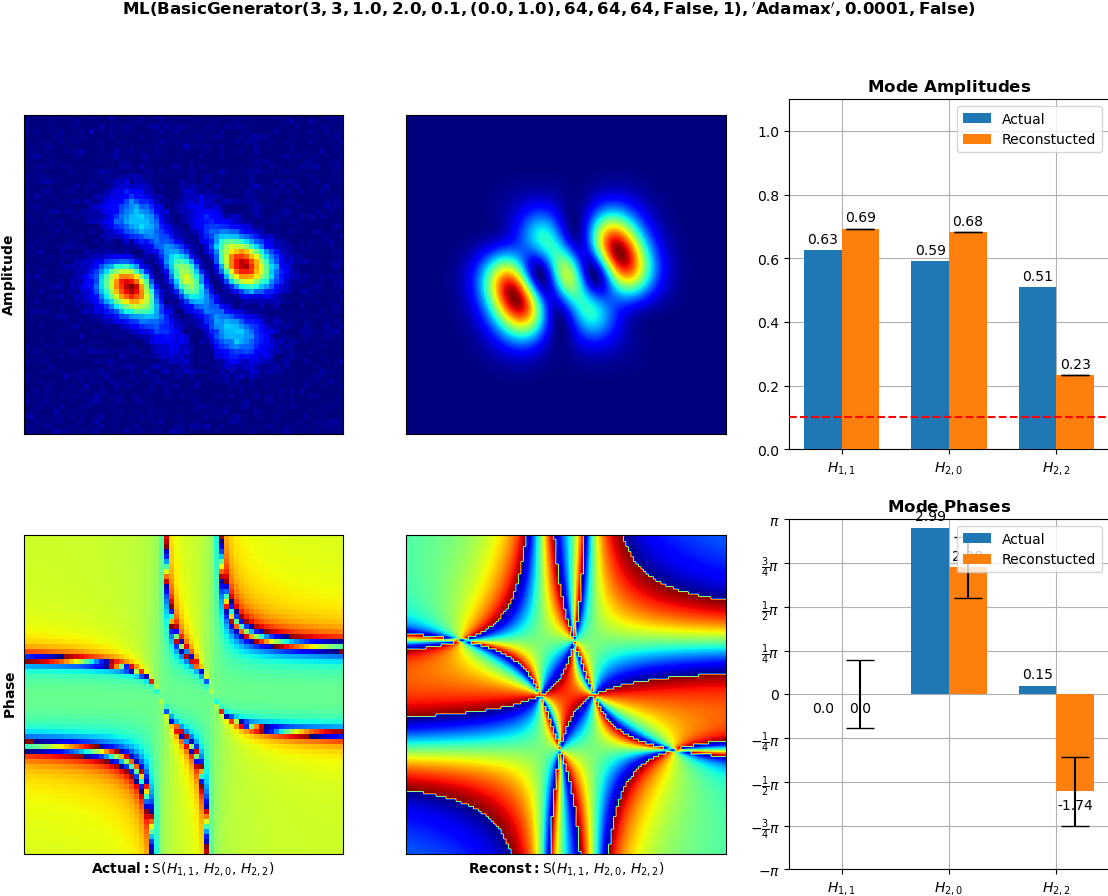 ML(BasicGenerator(3, 3, 1.0, 2.0, 0.1, (0.0, 1.0), 64, 64, 64, False, 1), ′Adamax′, 0.0001, False)
Amplitude
Mode Amplitudes
Actual
Reconstucted
1.0
0.8
0.6
0.4
0.2
0.0
0.63
0.69
0.59
0.68
0.51
0.23
H1, 1
H2, 0
H2, 2
Phase
Actual: S(H1, 1, H2, 0, H2, 2)
Reconst: S(H1, 1, H2, 0, H2, 2)
Mode Phases
Actual
Reconstucted
π
3/4π
1/2π
1/4π
0
−1/4π
−1/2π
−3/4π
−π
0.0
0.0
2.99
0.15
-1.74
H1, 1
H2, 0
H2, 2